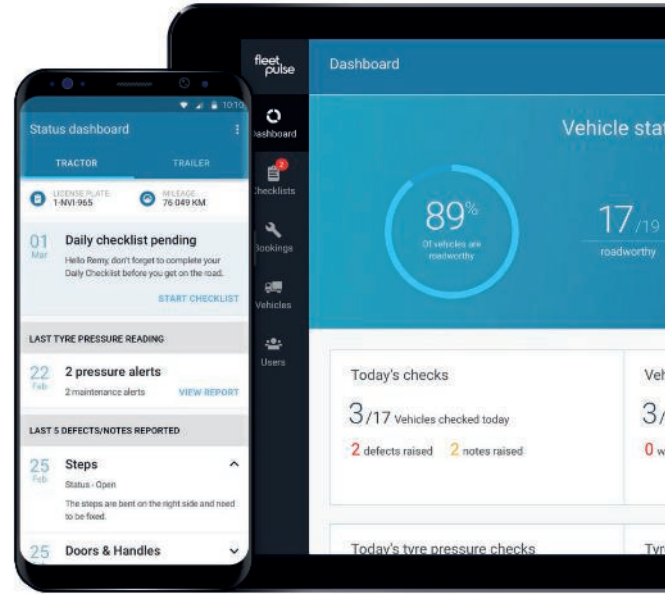 10:10
Status dashboard
TRACTOR TRAILER
LICENSE PLATE
1-NVI-965
MILEAGE
76 049 KM
01
Mar
Daily checklist pending
Hello Remy, don't forget to complete your
Daily Checklist before you get on the road.
START CHECKLIST
LAST TYRE PRESSURE READING
22
Feb
2 pressure alerts
2 maintenance alerts
VIEW REPORT
LAST 5 DEFECTS/NOTES REPORTED
25
Feb
Steps
Status - Open
The steps are bent on the right side and need
to be fixed.
25
Doors & Handles
fleet
pulse
Dashboard
Dashboard
2
Checklists
Bookings
Vehicles
Users
Vehicle stat
89%
Of vehicles are
roadworthy
17/19
roadworthy
Today's checks
3/17 Vehicles checked today
2 defects raised 2 notes raised
Veh
3/
0 w
Today's tyre pressure checks
Tyr